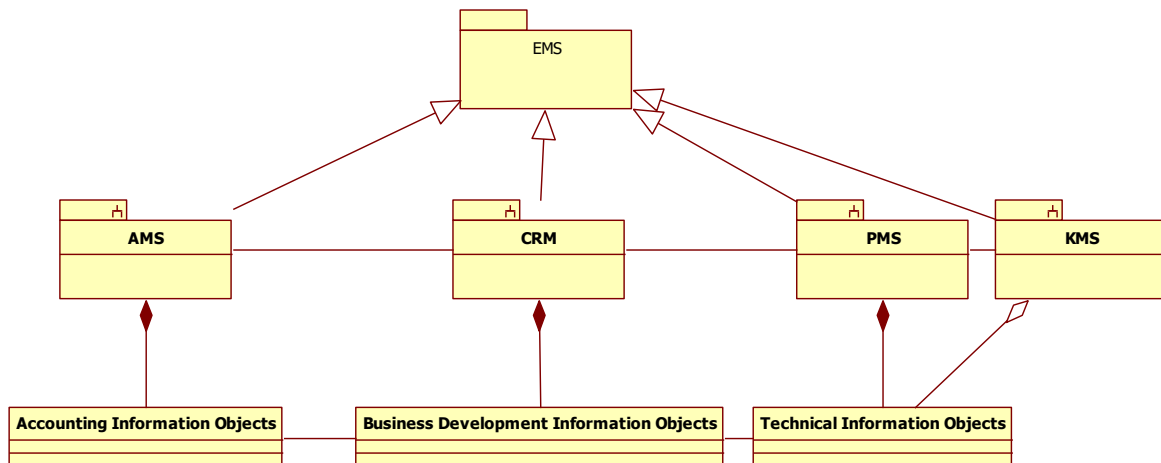 EMS
AMS
CRM
PMS
KMS
Accounting Information Objects
Business Development Information Objects
Technical Information Objects